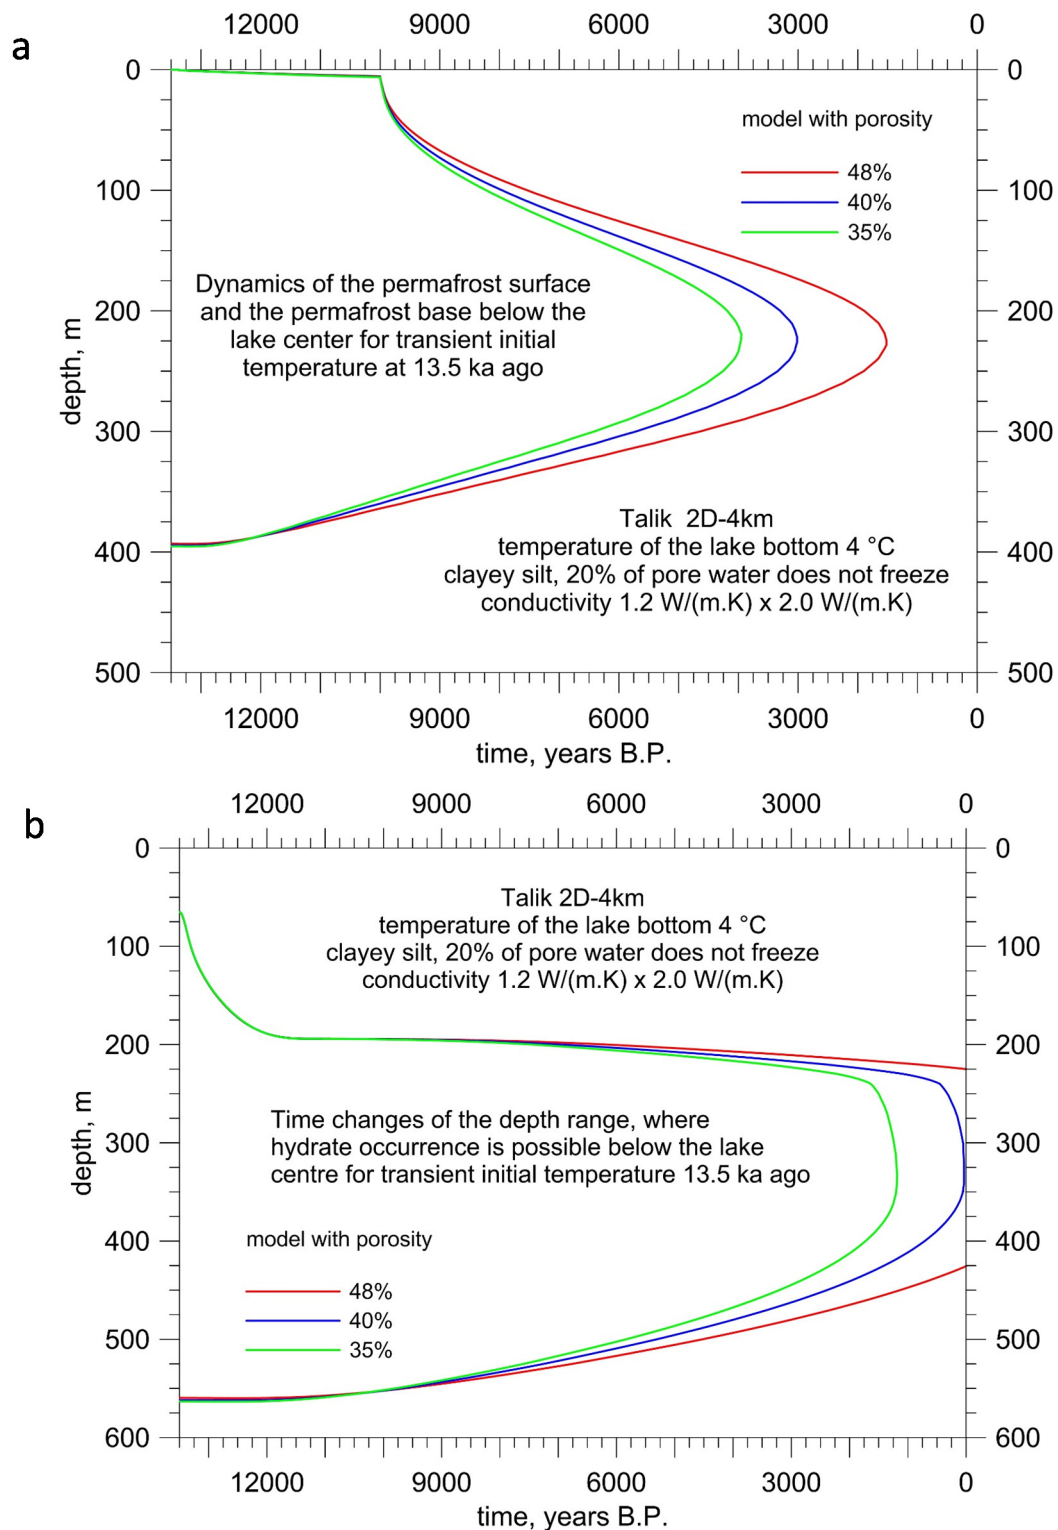 a
12000 9000 6000 3000 0
0 0
model with porosity
48%
100 100
40%
35%
Dynamics of the permafrost surface
and the permafrost base below the
lake center for transient initial
temperature at 13.5 ka ago
200 200
depth, m
300 300
Talik 2D-4km
temperature of the lake bottom 4 °C
clayey silt, 20% of pore water does not freeze
conductivity 1.2 W/(m.K) x 2.0 W/(m.K)
400 400
500 500
12000 9000 6000 3000 0
time, years B.P.
b
12000 9000 6000 3000 0
0 0
Talik 2D-4km
temperature of the lake bottom 4 °C
clayey silt, 20% of pore water does not freeze
conductivity 1.2 W/(m.K) x 2.0 W/(m.K)
100 100
200 200
depth, m
Time changes of the depth range, where
hydrate occurrence is possible below the lake
centre for transient initial temperature 13.5 ka ago
300 300
400 400
model with porosity
48%
40%
35%
500 500
600 600
12000 9000 6000 3000 0
time, years B.P.